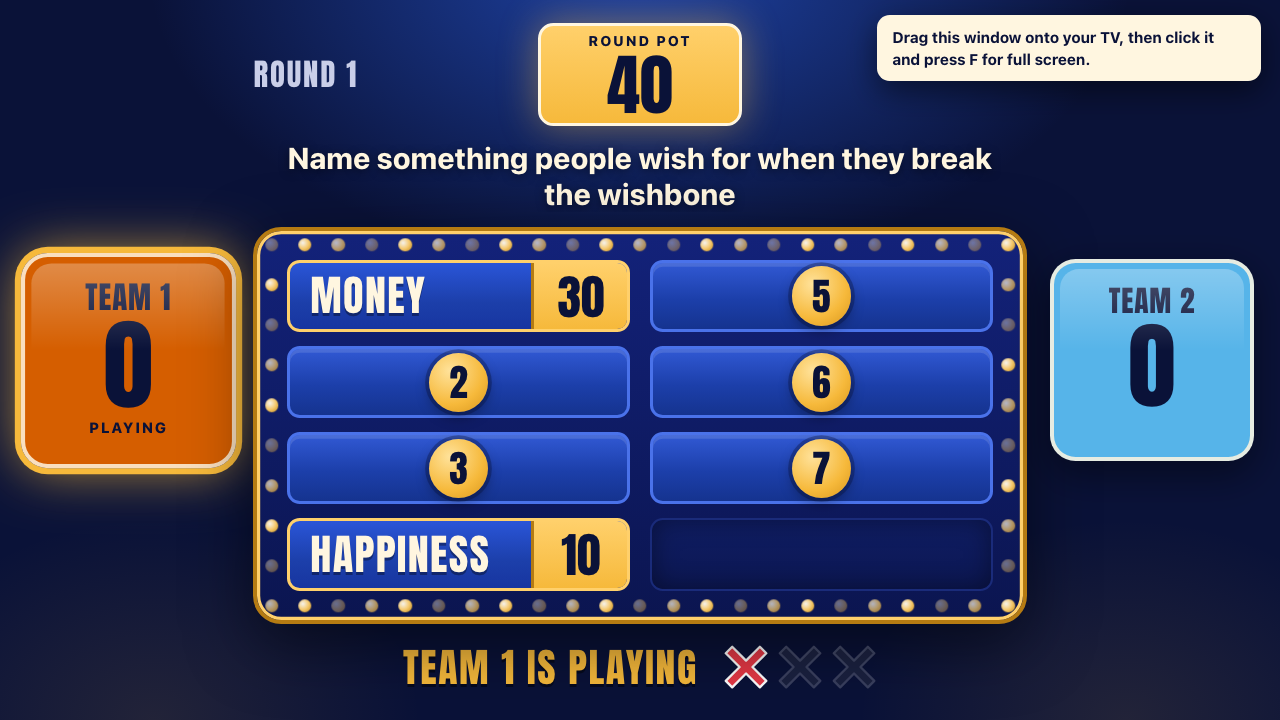 ROUND 1
ROUND POT
40
Drag this window onto your TV, then click it
and press F for full screen.
Name something people wish for when they break
the wishbone
TEAM 1
0
PLAYING
MONEY 30
2
3
HAPPINESS 10
5
6
7
TEAM 2
0
TEAM 1 IS PLAYING